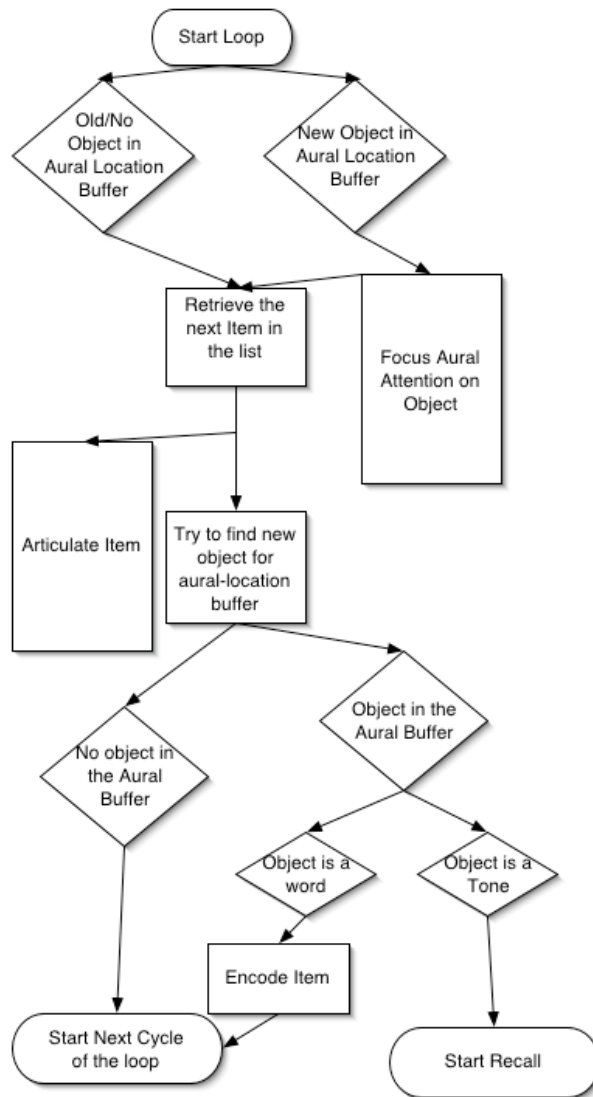 Start Loop
Old/No
Object in
Aural Location
Buffer
New Object in
Aural Location
Buffer
Retrieve the
next Item in
the list
Focus Aural
Attention on
Object
Articulate Item
Try to find new
object for
aural-location
buffer
Object in the
Aural Buffer
No object in
the Aural
Buffer
Object is a
word
Object is a
Tone
Encode Item
Start Next Cycle
of the loop
Start Recall